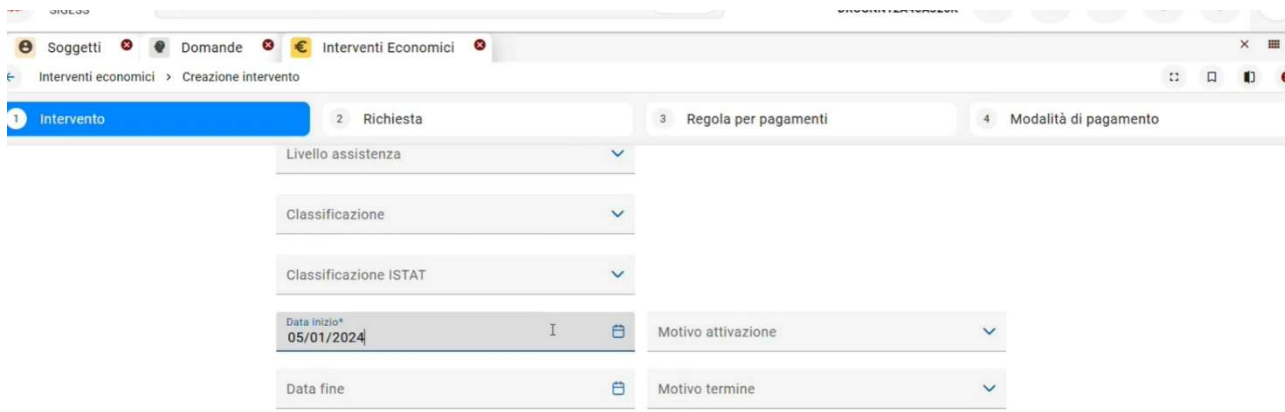 SIGESS
Soggetti Domande € Interventi Economici
Interventi economici > Creazione intervento
1 Intervento 2 Richiesta 3 Regola per pagamenti 4 Modalità di pagamento
Livello assistenza
Classificazione
Classificazione ISTAT
Data inizio*
05/01/2024 Motivo attivazione
Data fine Motivo termine